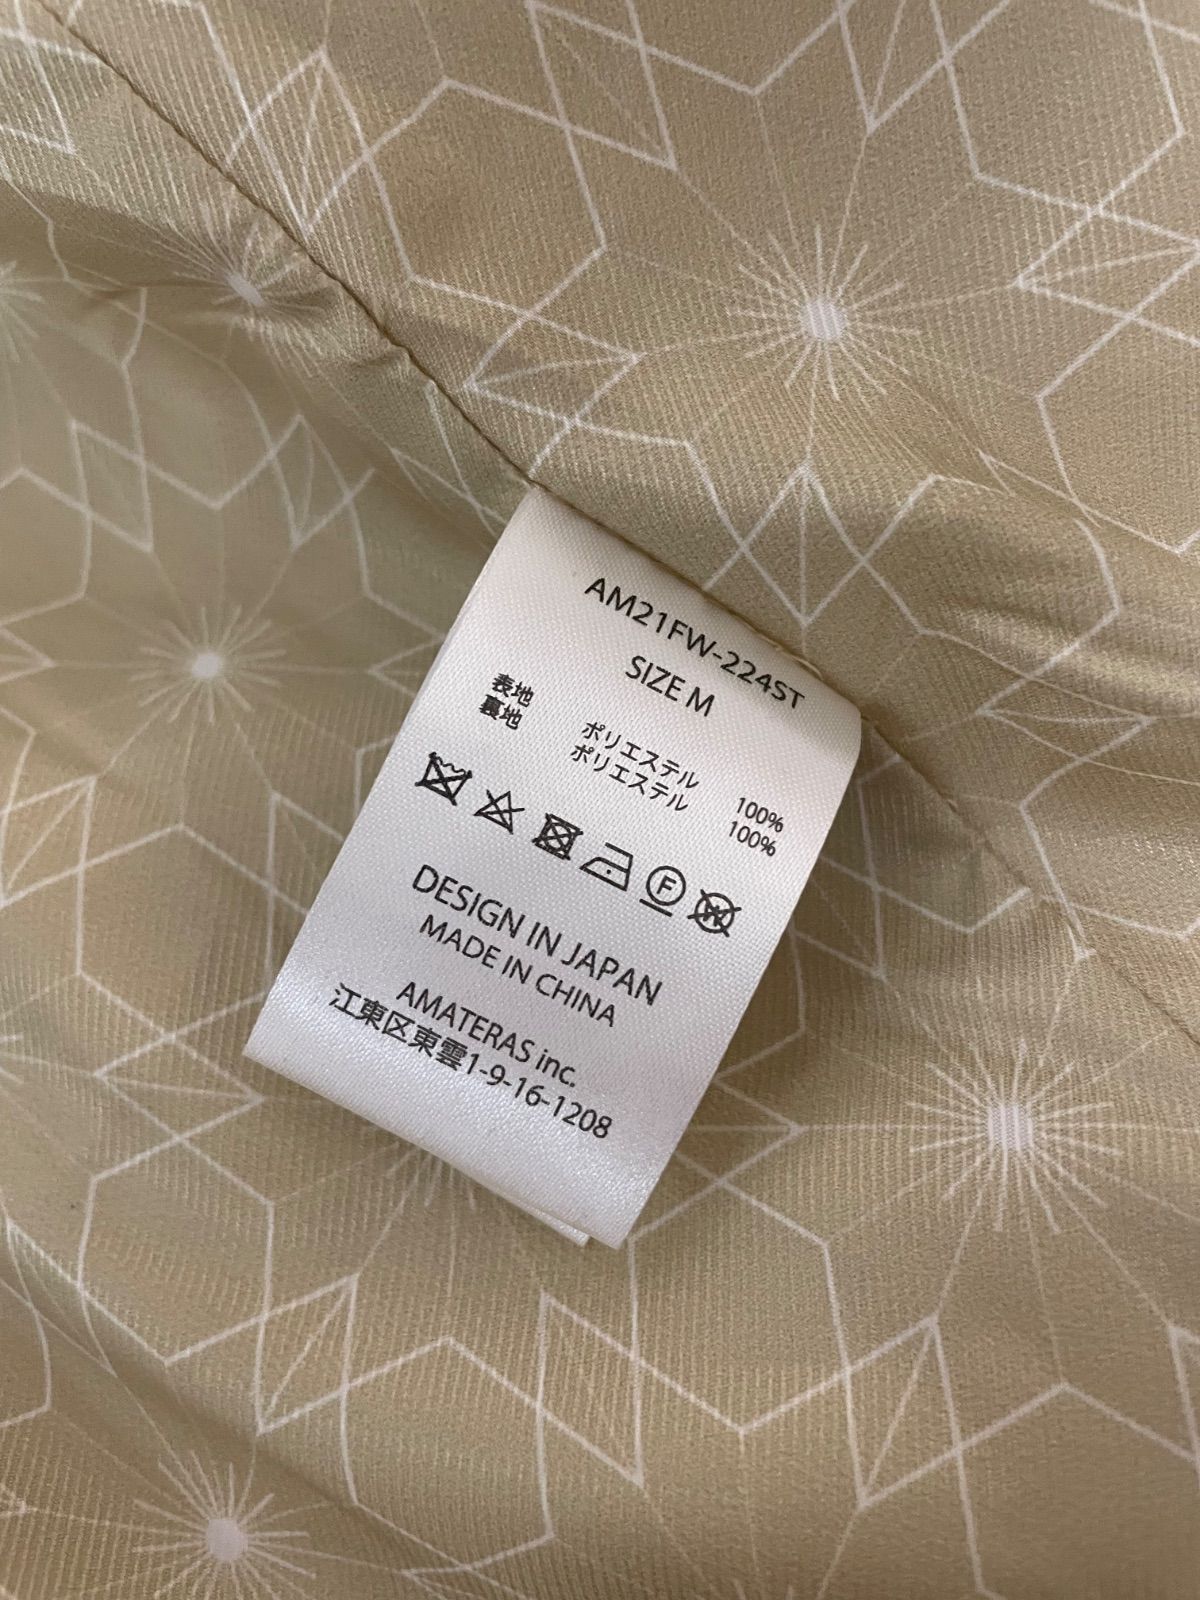 AM21FW-224ST
SIZE M
表地 ポリエステル 100%
裏地 ポリエステル 100%
F
DESIGN IN JAPAN
MADE IN CHINA
AMATERAS inc.
江東区東雲1-9-16-1208